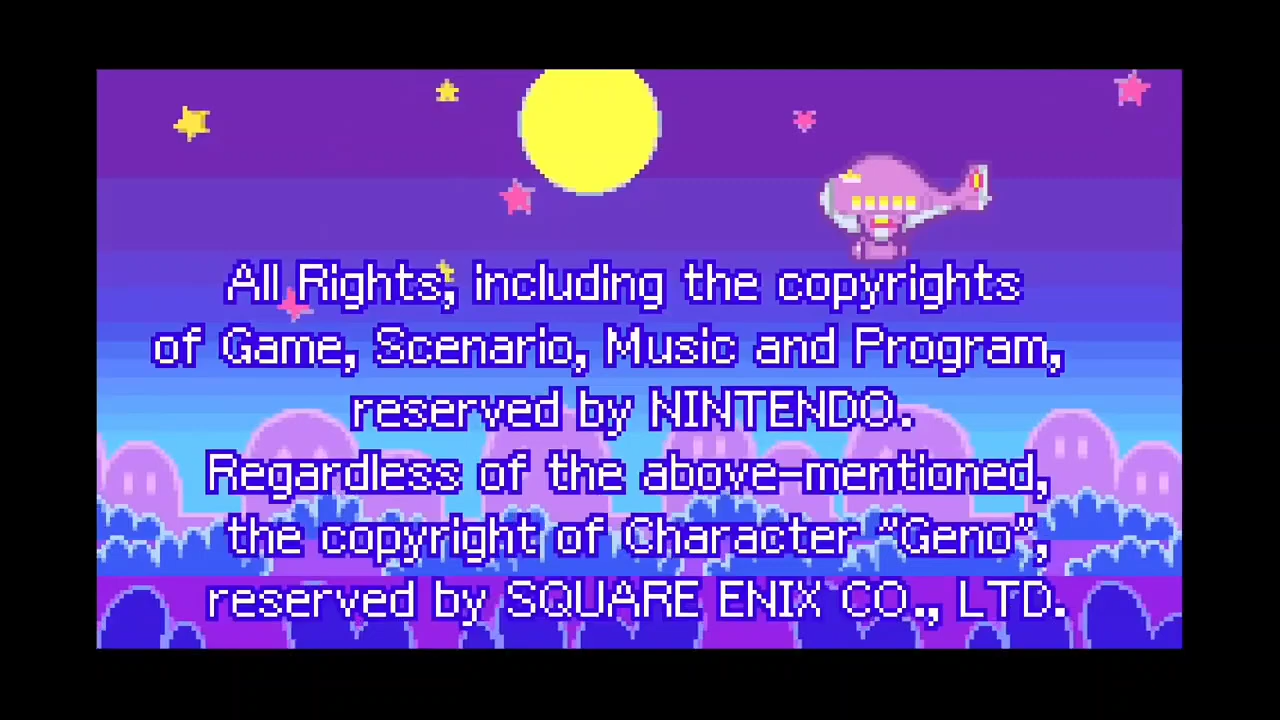 All Rights, including the copyrights
of Game, Scenario, Music and Program,
reserved by NINTENDO.
Regardless of the above-mentioned,
the copyright of Character "Geno",
reserved by SQUARE ENIX CO., LTD.